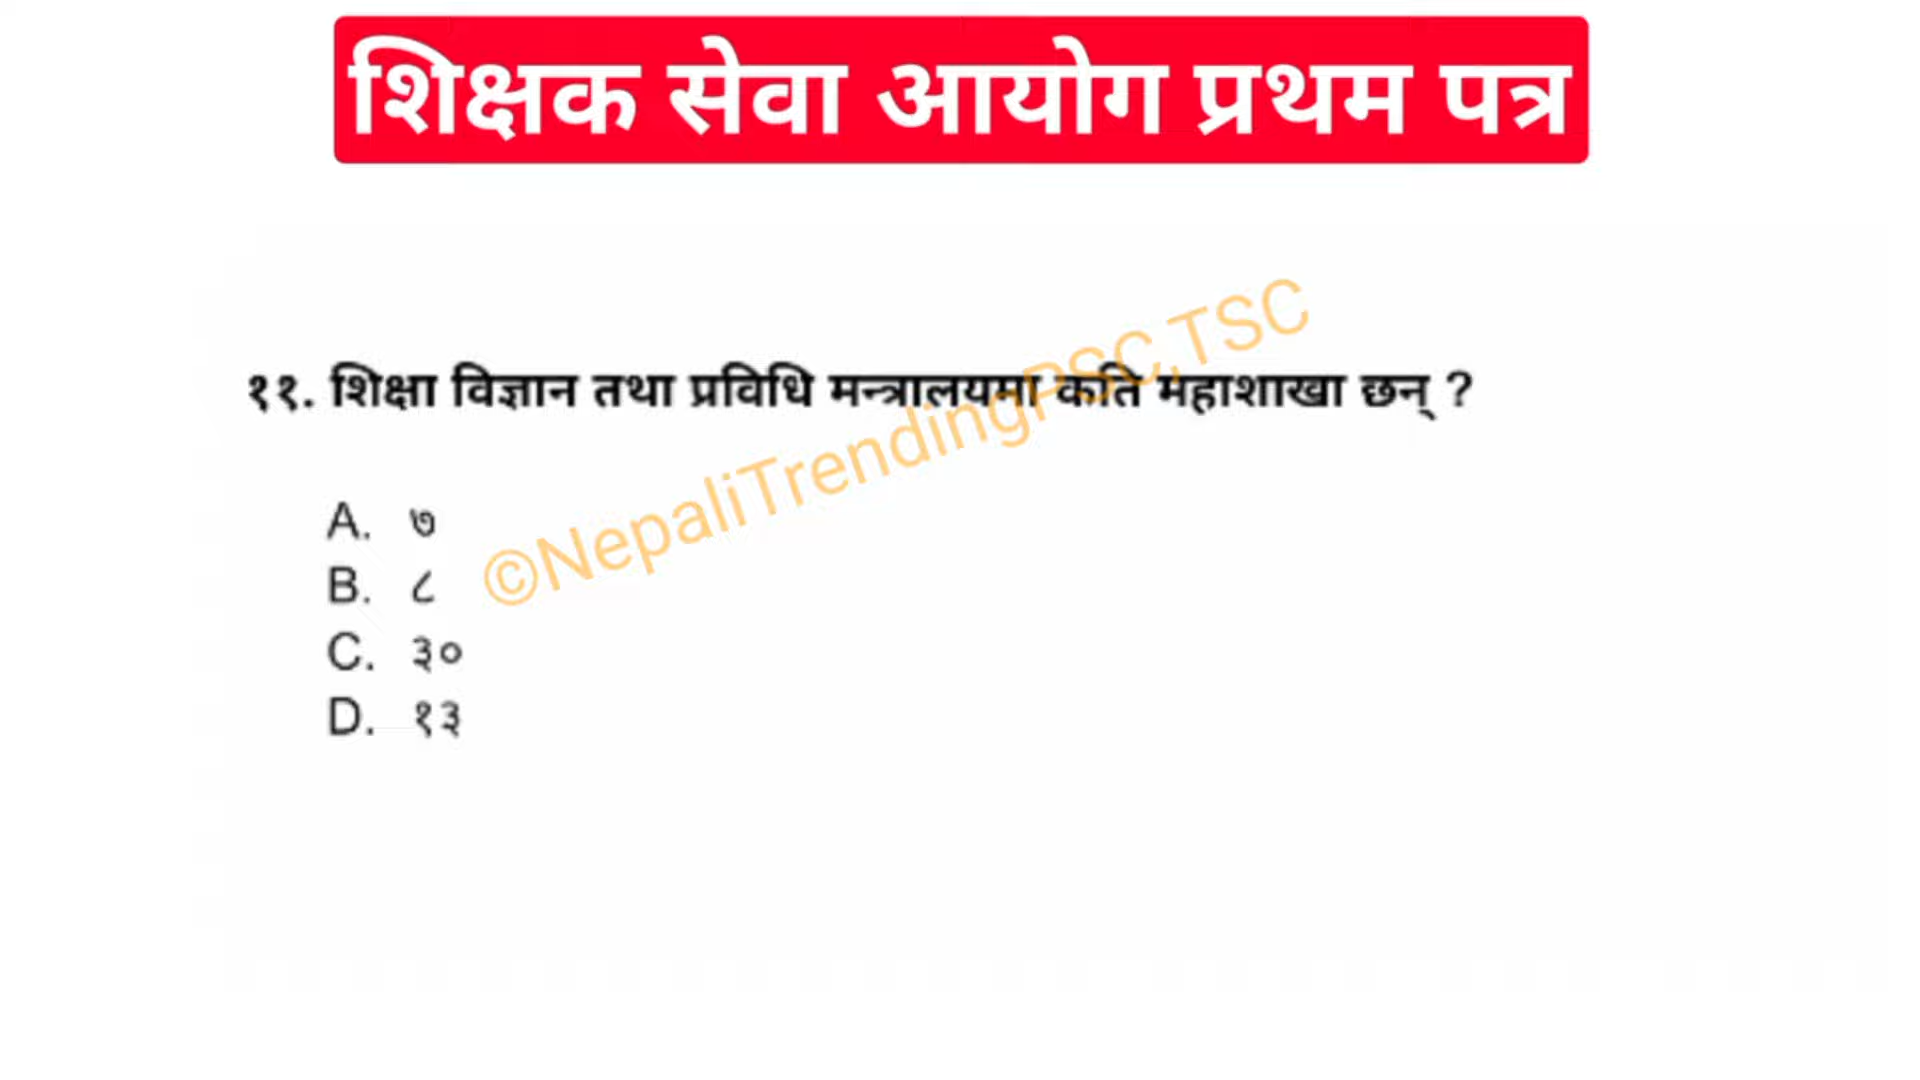 शिक्षक सेवा आयोग प्रथम पत्र
११. शिक्षा विज्ञान तथा प्रविधि मन्त्रालयमा कति महाशाखा छन् ?
©NepaliTrendingPSC,TSC
A. ७
B. ८
C. ३०
D. १३